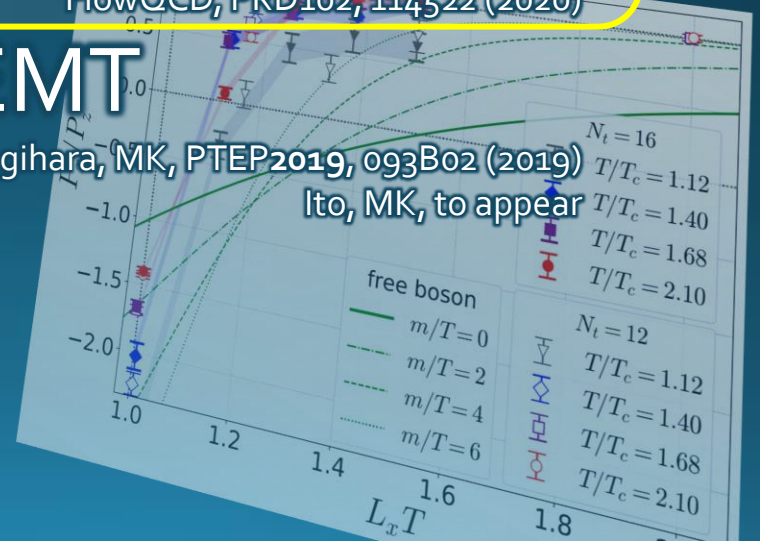 FlowQCD, PRD102, 114522 (2020)
EMT
gihara, MK, PTEP2019, 093B02 (2019)
Ito, MK, to appear
0.5
0.0
−1.0
−1.5
−2.0
1.0
1.2
1.4
1.6
1.8
L_x T
free boson
m/T=0
m/T=2
m/T=4
m/T=6
N_t = 16
T/T_c = 1.12
T/T_c = 1.40
T/T_c = 1.68
T/T_c = 2.10
N_t = 12
T/T_c = 1.12
T/T_c = 1.40
T/T_c = 1.68
T/T_c = 2.10